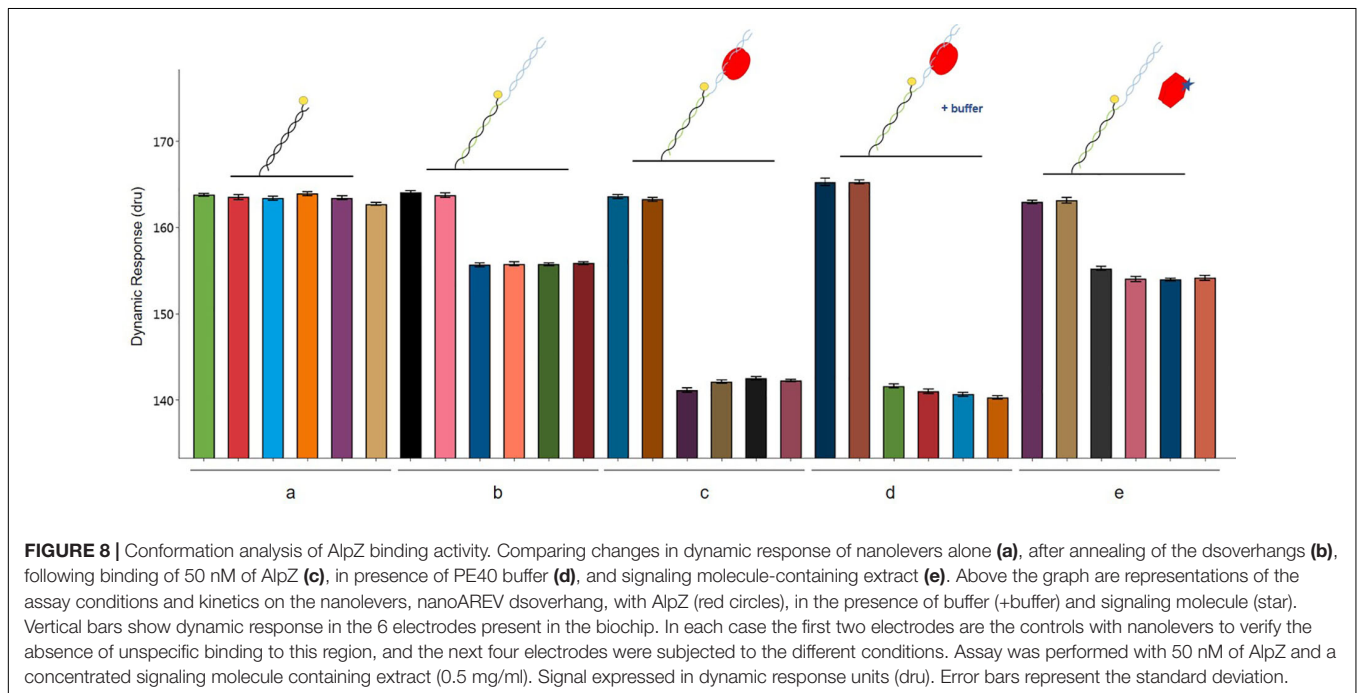 + buffer
170
160
150
140
Dynamic Response (dru)
a b c d e
FIGURE 8 | Conformation analysis of AlpZ binding activity. Comparing changes in dynamic response of nanolevers alone (a), after annealing of the dsoverhangs (b),
following binding of 50 nM of AlpZ (c), in presence of PE40 buffer (d), and signaling molecule-containing extract (e). Above the graph are representations of the
assay conditions and kinetics on the nanolevers, nanoAREV dsoverhang, with AlpZ (red circles), in the presence of buffer (+buffer) and signaling molecule (star).
Vertical bars show dynamic response in the 6 electrodes present in the biochip. In each case the first two electrodes are the controls with nanolevers to verify the
absence of unspecific binding to this region, and the next four electrodes were subjected to the different conditions. Assay was performed with 50 nM of AlpZ and a
concentrated signaling molecule containing extract (0.5 mg/ml). Signal expressed in dynamic response units (dru). Error bars represent the standard deviation.